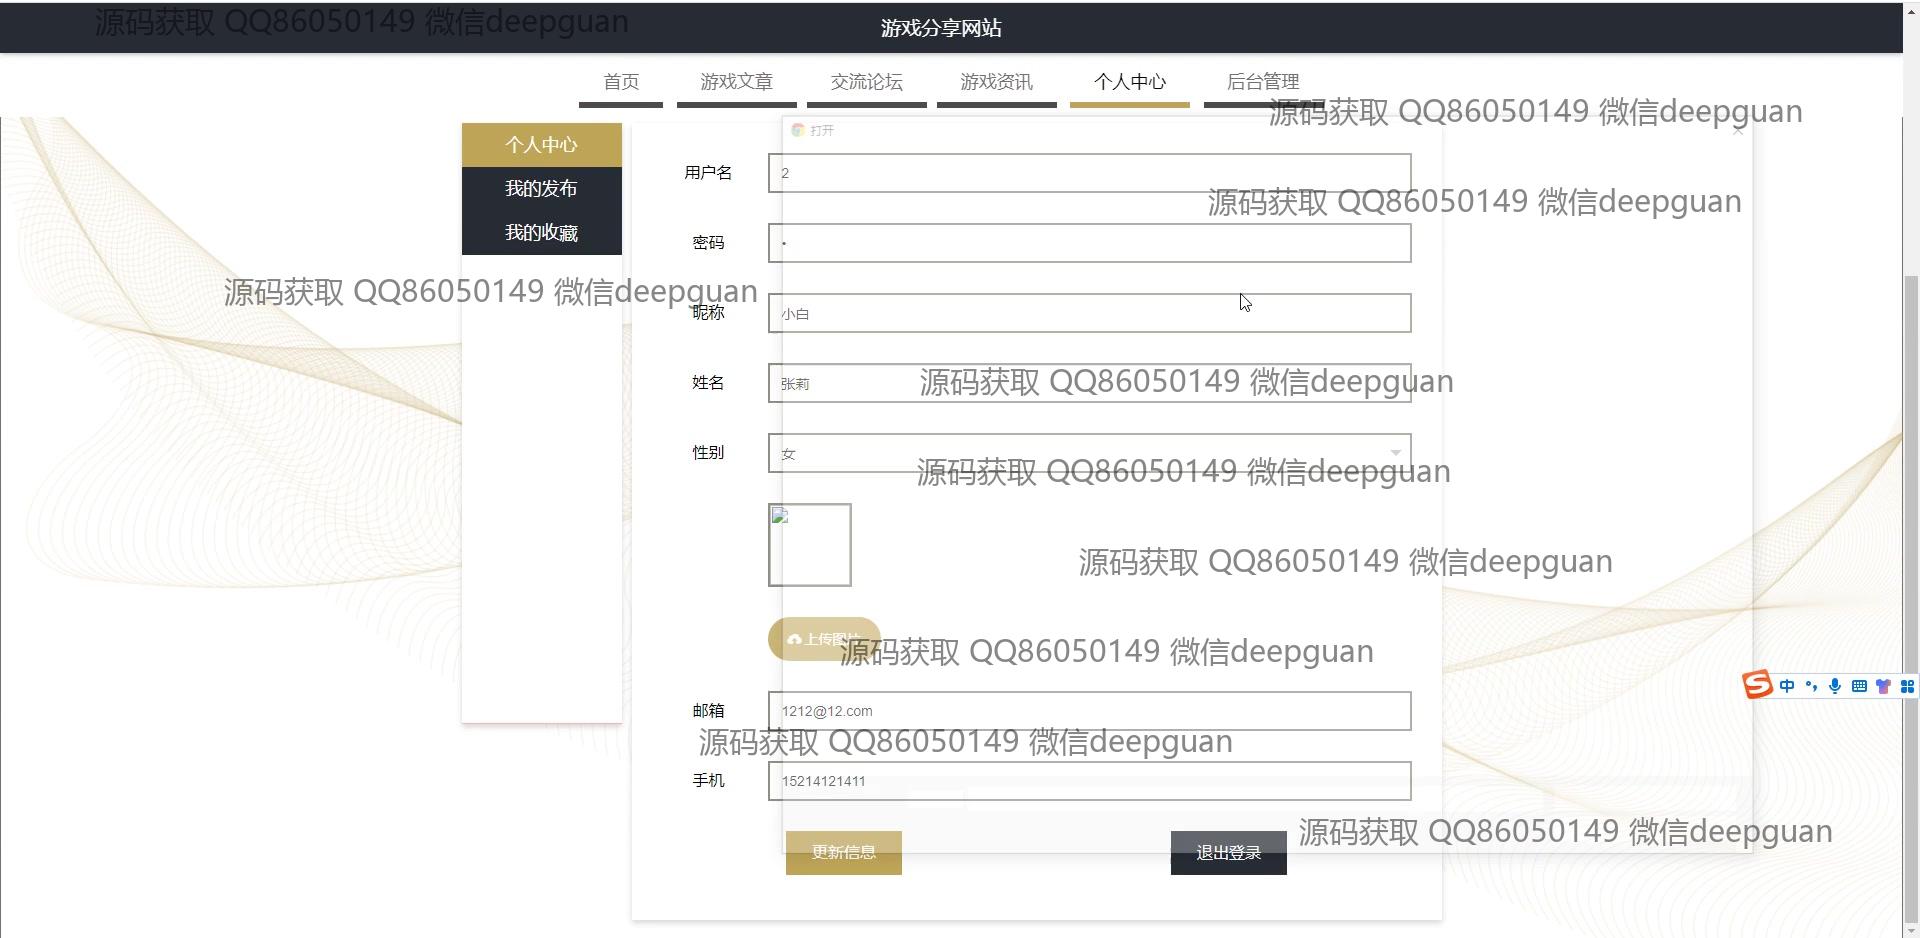 源码获取 QQ86050149 微信deepguan
游戏分享网站
首页
游戏文章
交流论坛
游戏资讯
个人中心
后台管理
源码获取 QQ86050149 微信deepguan
个人中心
我的发布
我的收藏
打开
用户名
2
源码获取 QQ86050149 微信deepguan
密码
源码获取 QQ86050149 微信deepguan
昵称
小白
姓名
张莉
源码获取 QQ86050149 微信deepguan
性别
女
源码获取 QQ86050149 微信deepguan
源码获取 QQ86050149 微信deepguan
上传图片
源码获取 QQ86050149 微信deepguan
中
邮箱
1212@12.com
源码获取 QQ86050149 微信deepguan
手机
15214121411
源码获取 QQ86050149 微信deepguan
更新信息
退出登录